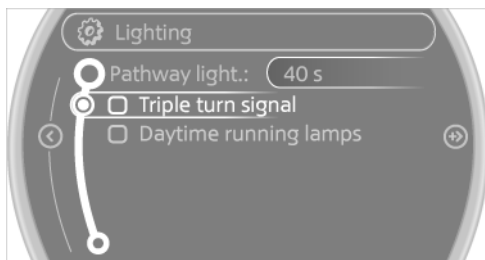 Lighting
Pathway light.: 40 s
Triple turn signal
Daytime running lamps